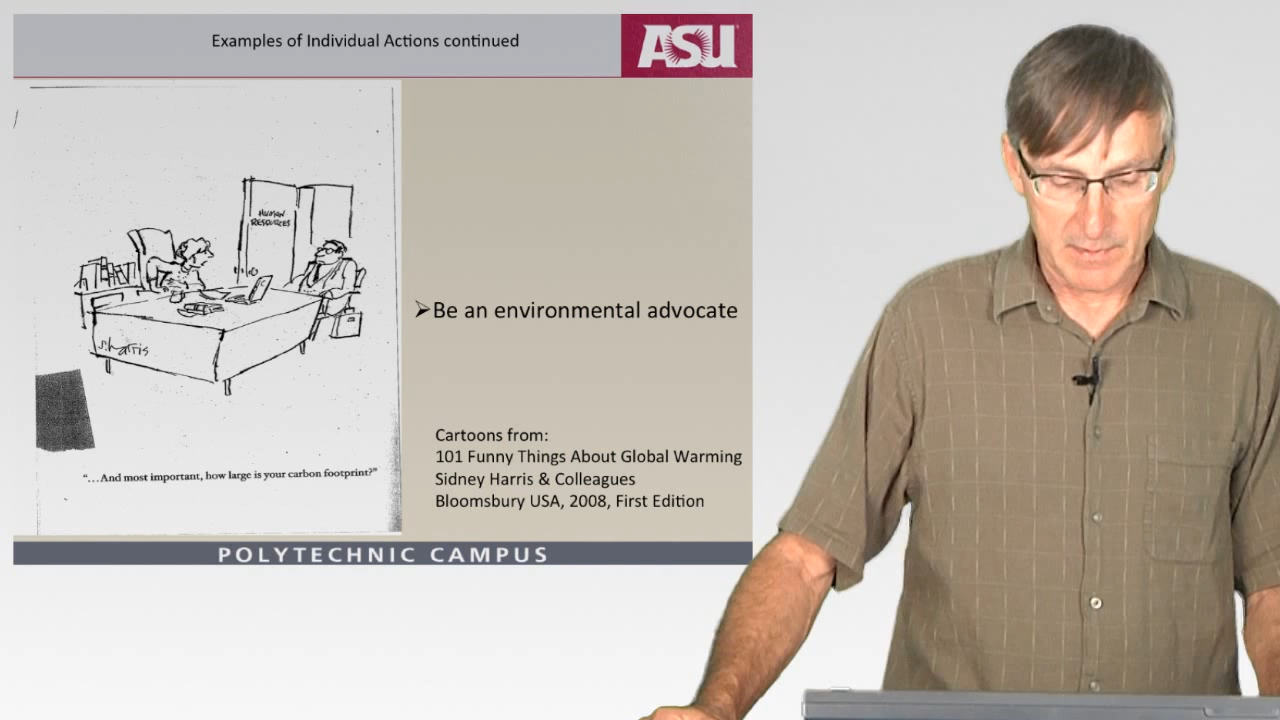 Examples of Individual Actions continued
ASU
HUMAN
RESOURCES
➢Be an environmental advocate
S. Harris
Cartoons from:
101 Funny Things About Global Warming
Sidney Harris & Colleagues
Bloomsbury USA, 2008, First Edition
“...And most important, how large is your carbon footprint?”
POLYTECHNIC CAMPUS